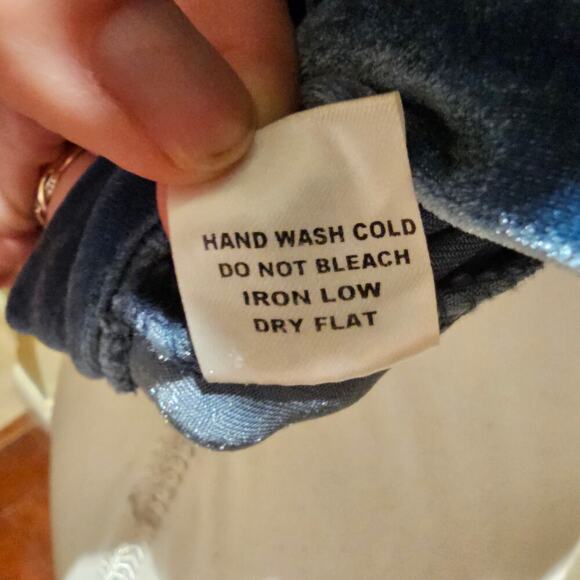 HAND WASH COLD
DO NOT BLEACH
IRON LOW
DRY FLAT